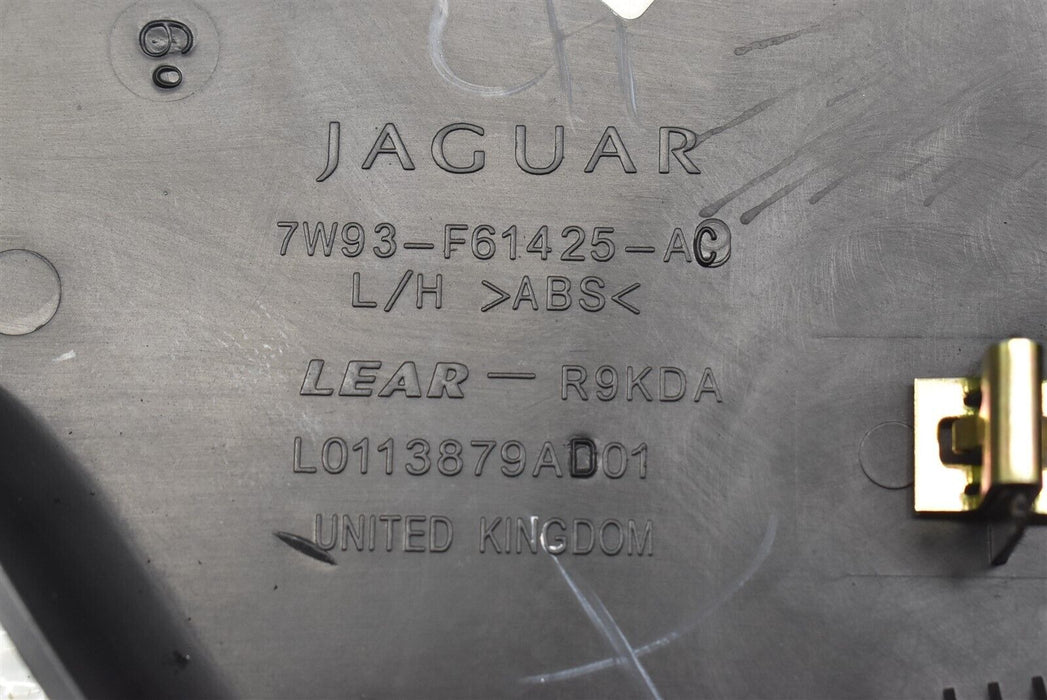 JAGUAR
7W93-F61425-AC
L/H >ABS<
LEAR - R9KDA
L0113879AD01
UNITED KINGDOM